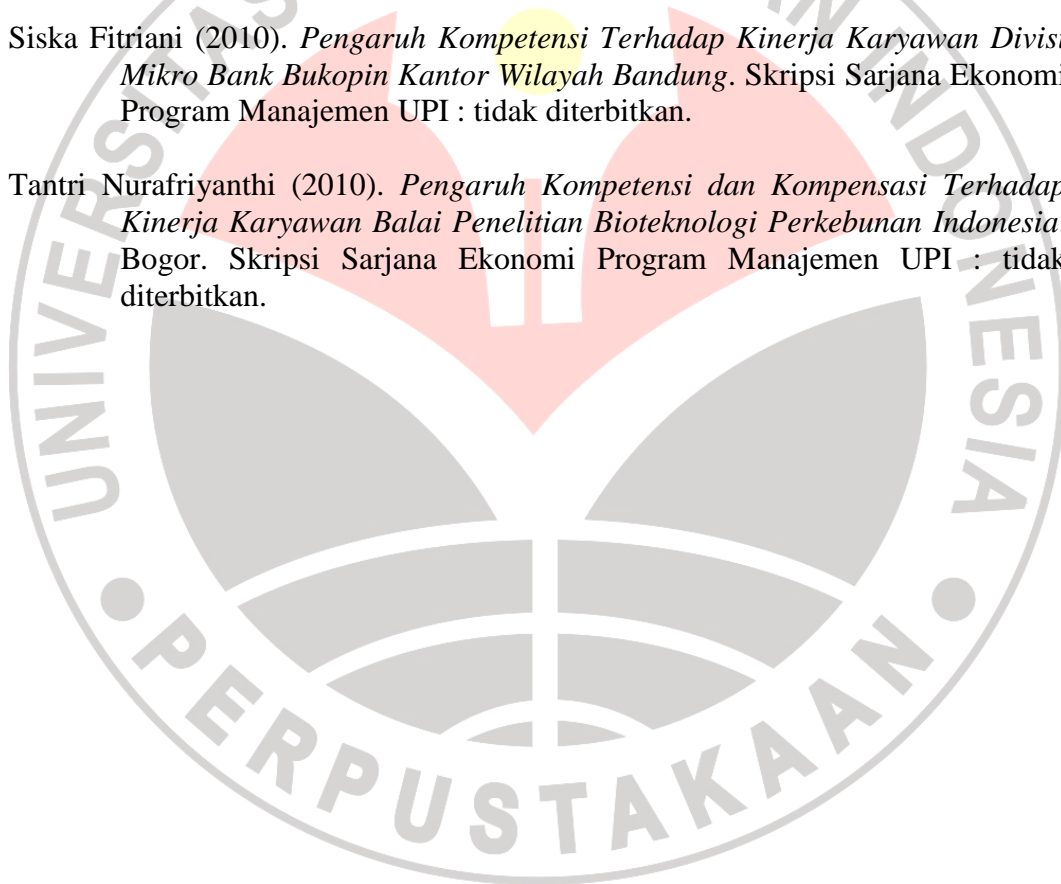 Siska Fitriani (2010). Pengaruh Kompetensi Terhadap Kinerja Karyawan Divisi
Mikro Bank Bukopin Kantor Wilayah Bandung. Skripsi Sarjana Ekonomi
Program Manajemen UPI : tidak diterbitkan.
Tantri Nurafriyanthi (2010). Pengaruh Kompetensi dan Kompensasi Terhadap
Kinerja Karyawan Balai Penelitian Bioteknologi Perkebunan Indonesia.
Bogor. Skripsi Sarjana Ekonomi Program Manajemen UPI : tidak
diterbitkan.
INDONESIA
PERPUSTAKAAN